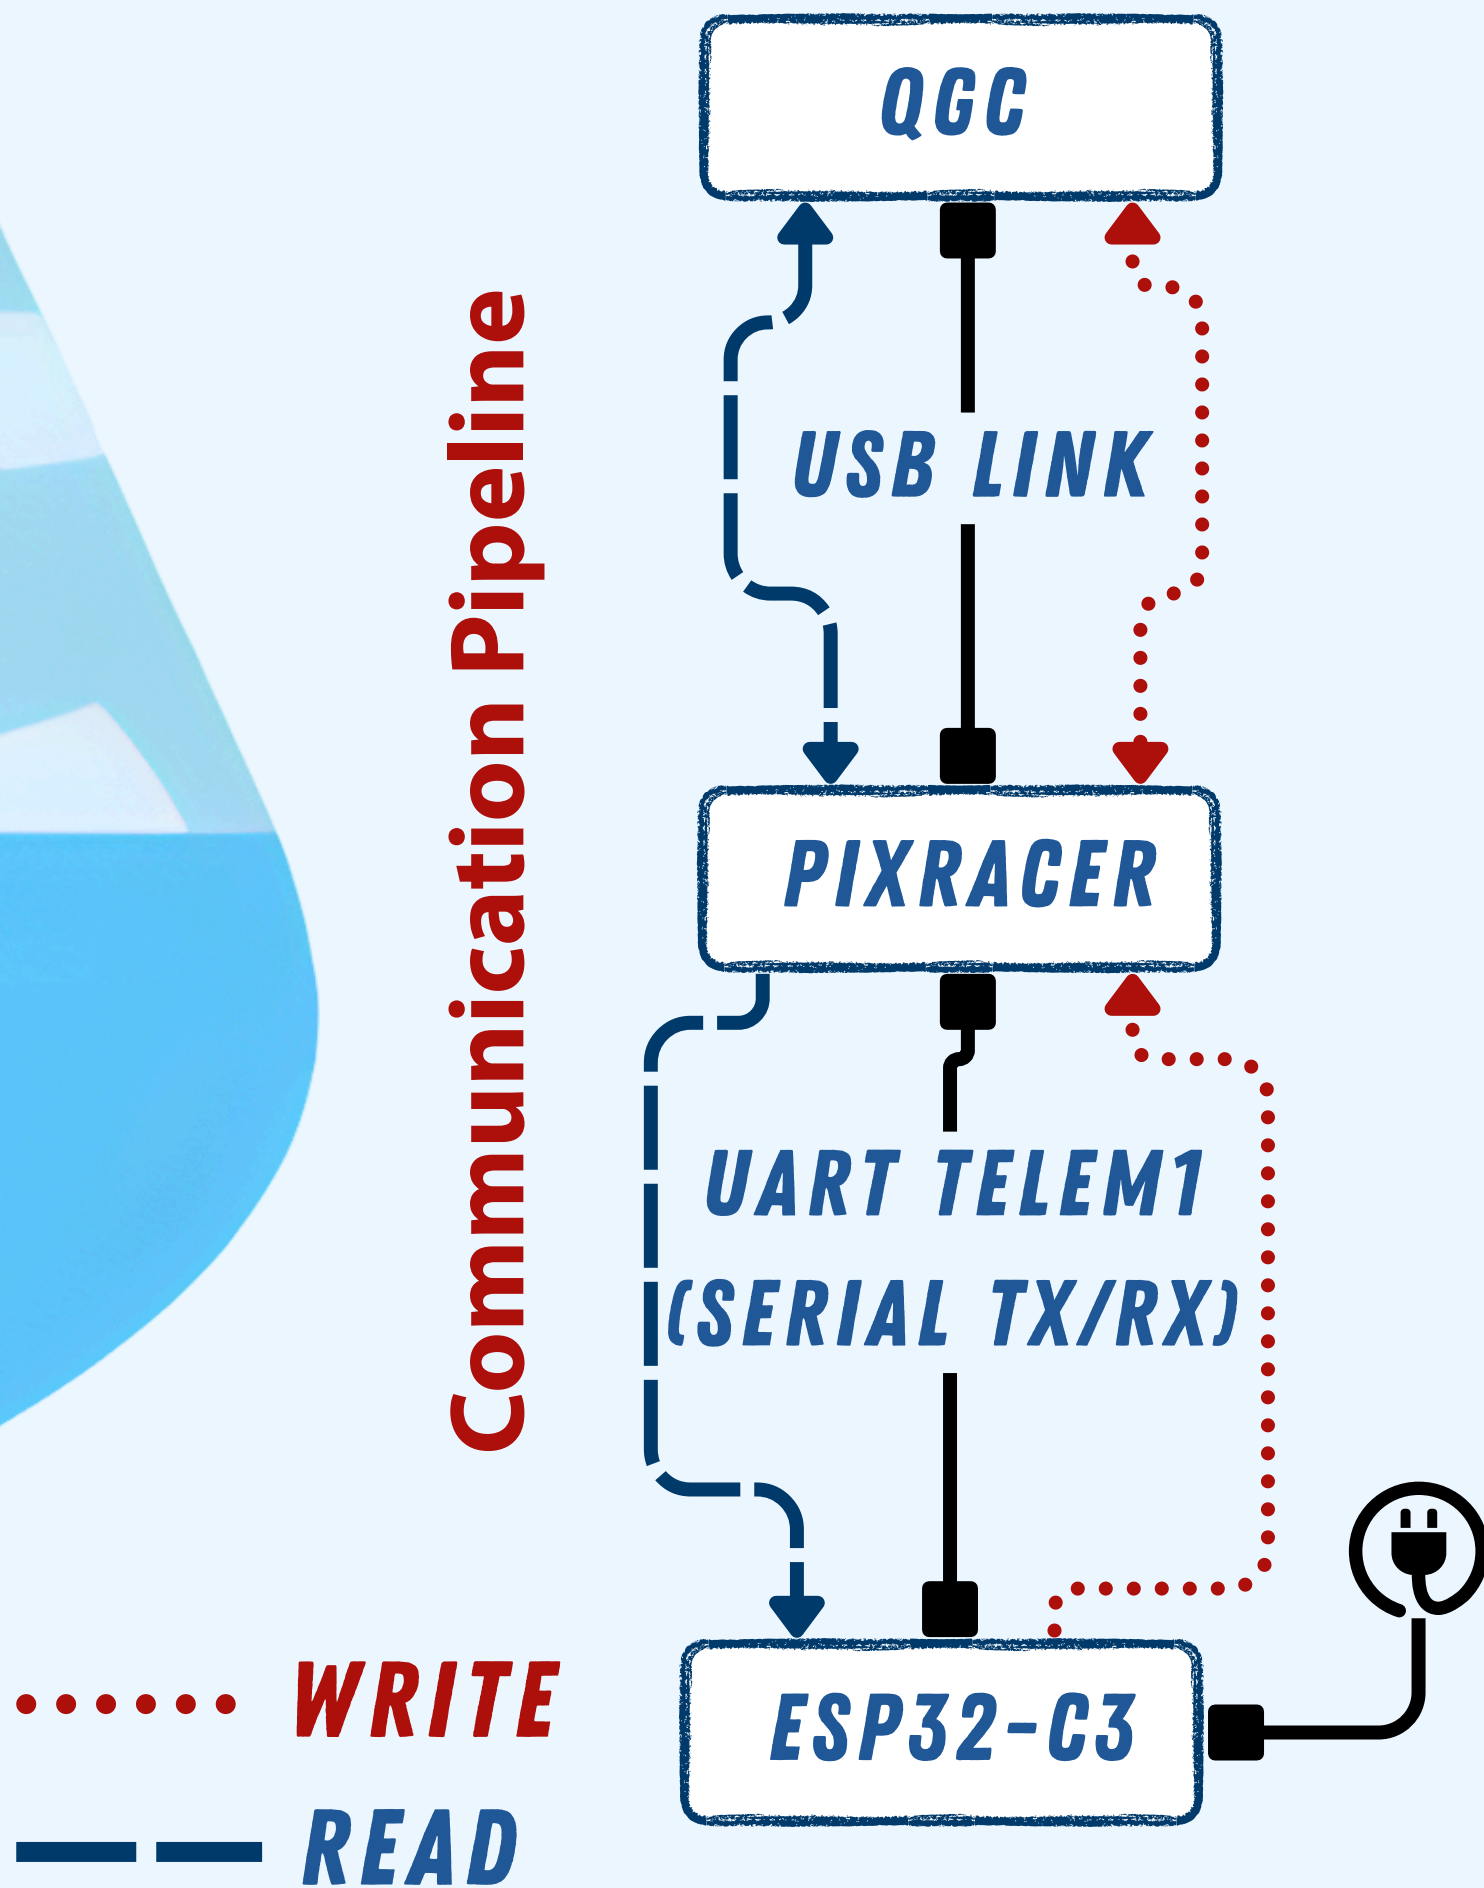 QGC
USB LINK
Communication Pipeline
PIXRACER
UART TELEM1
(SERIAL TX/RX)
ESP32-C3
WRITE
READ